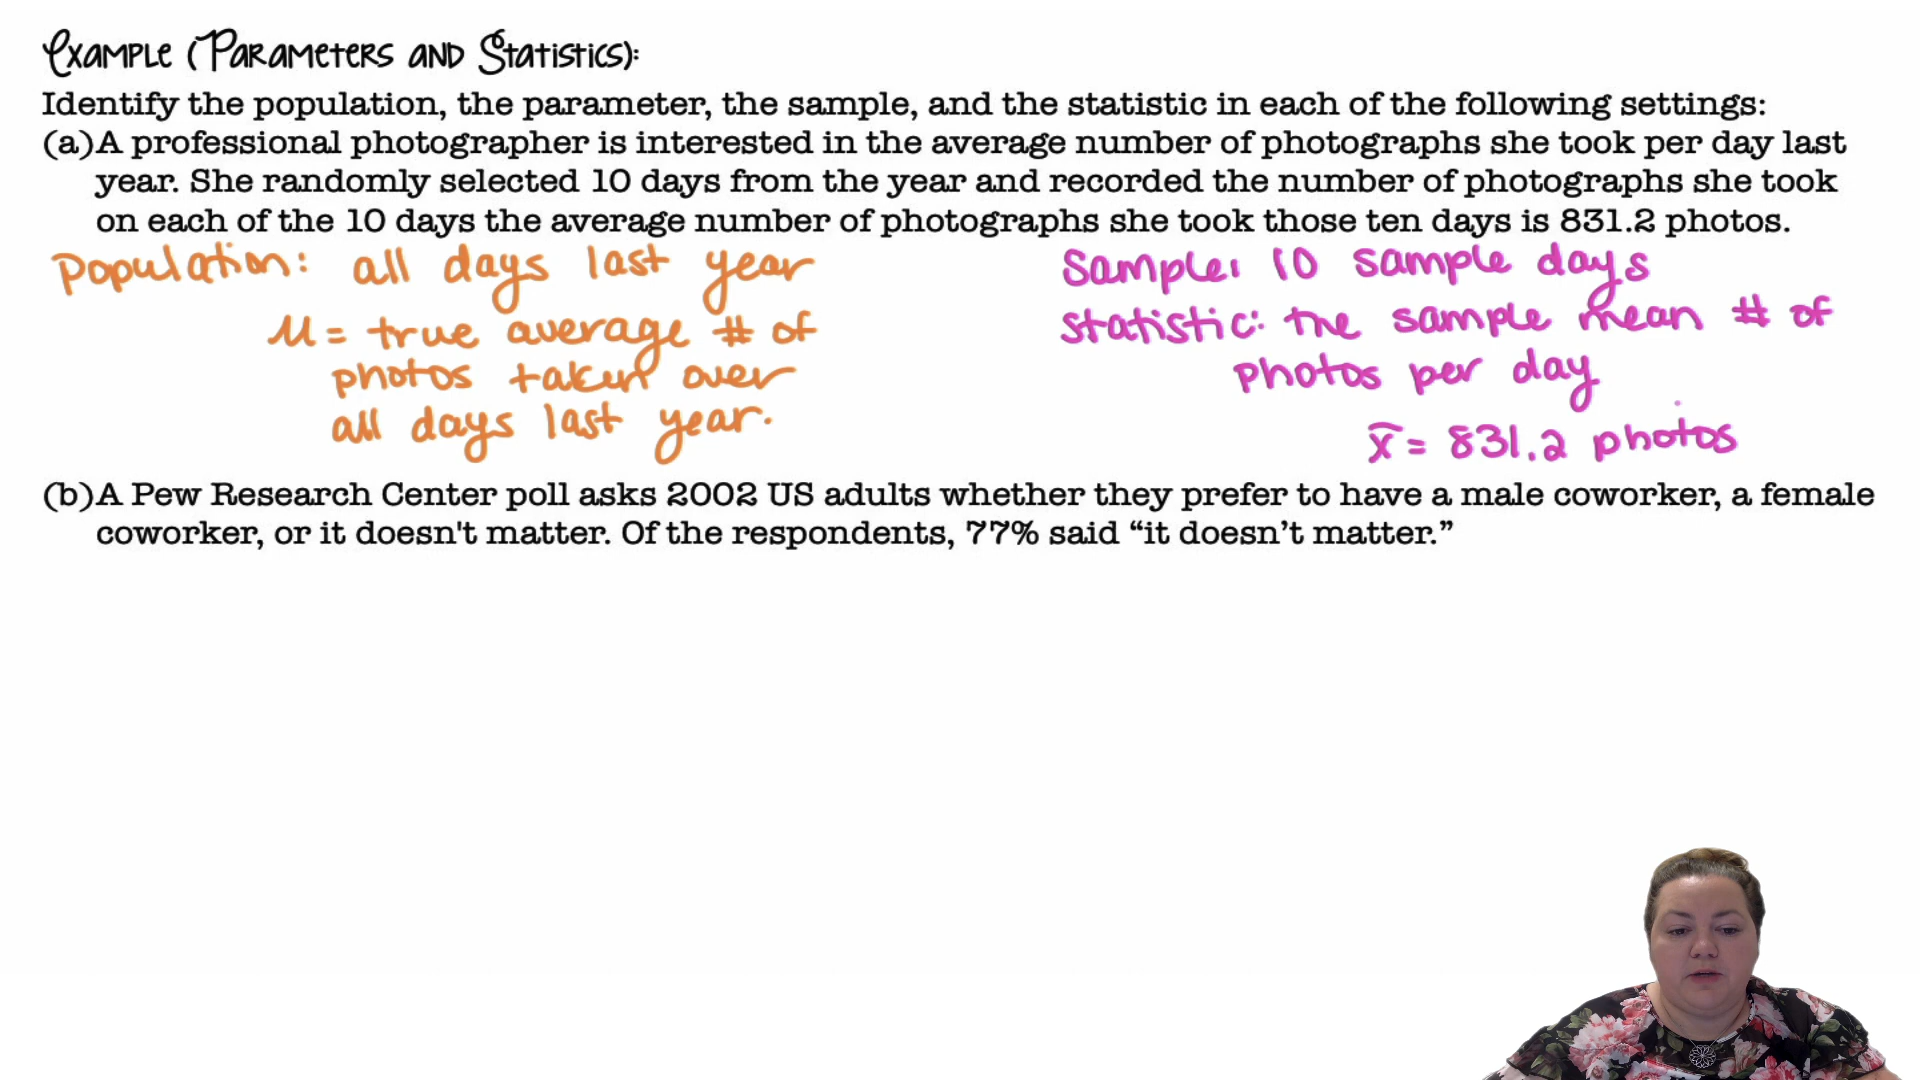 Example (Parameters and Statistics):
Identify the population, the parameter, the sample, and the statistic in each of the following settings:
(a) A professional photographer is interested in the average number of photographs she took per day last
year. She randomly selected 10 days from the year and recorded the number of photographs she took
on each of the 10 days the average number of photographs she took those ten days is 831.2 photos.
Population: all days last year
μ = true average # of
photos taken over
all days last year.
Sample: 10 sample days
Statistic: the sample mean # of
photos per day
x̄ = 831.2 photos
(b) A Pew Research Center poll asks 2002 US adults whether they prefer to have a male coworker, a female
coworker, or it doesn't matter. Of the respondents, 77% said “it doesn’t matter.”